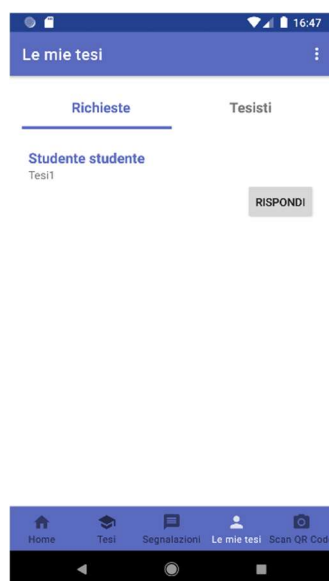 16:47
Le mie tesi
Richieste Tesisti
Studente studente
Tesi1
RISPONDI
Home Tesi Segnalazioni Le mie tesi Scan QR Cod